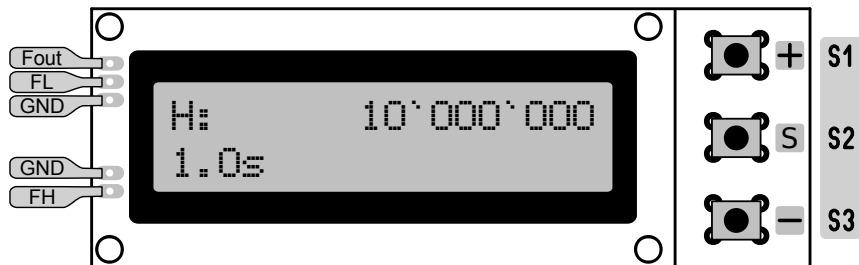 Fout
FL
GND
GND
FH
H: 10`000`000
1.0s
+ S1
S S2
− S3